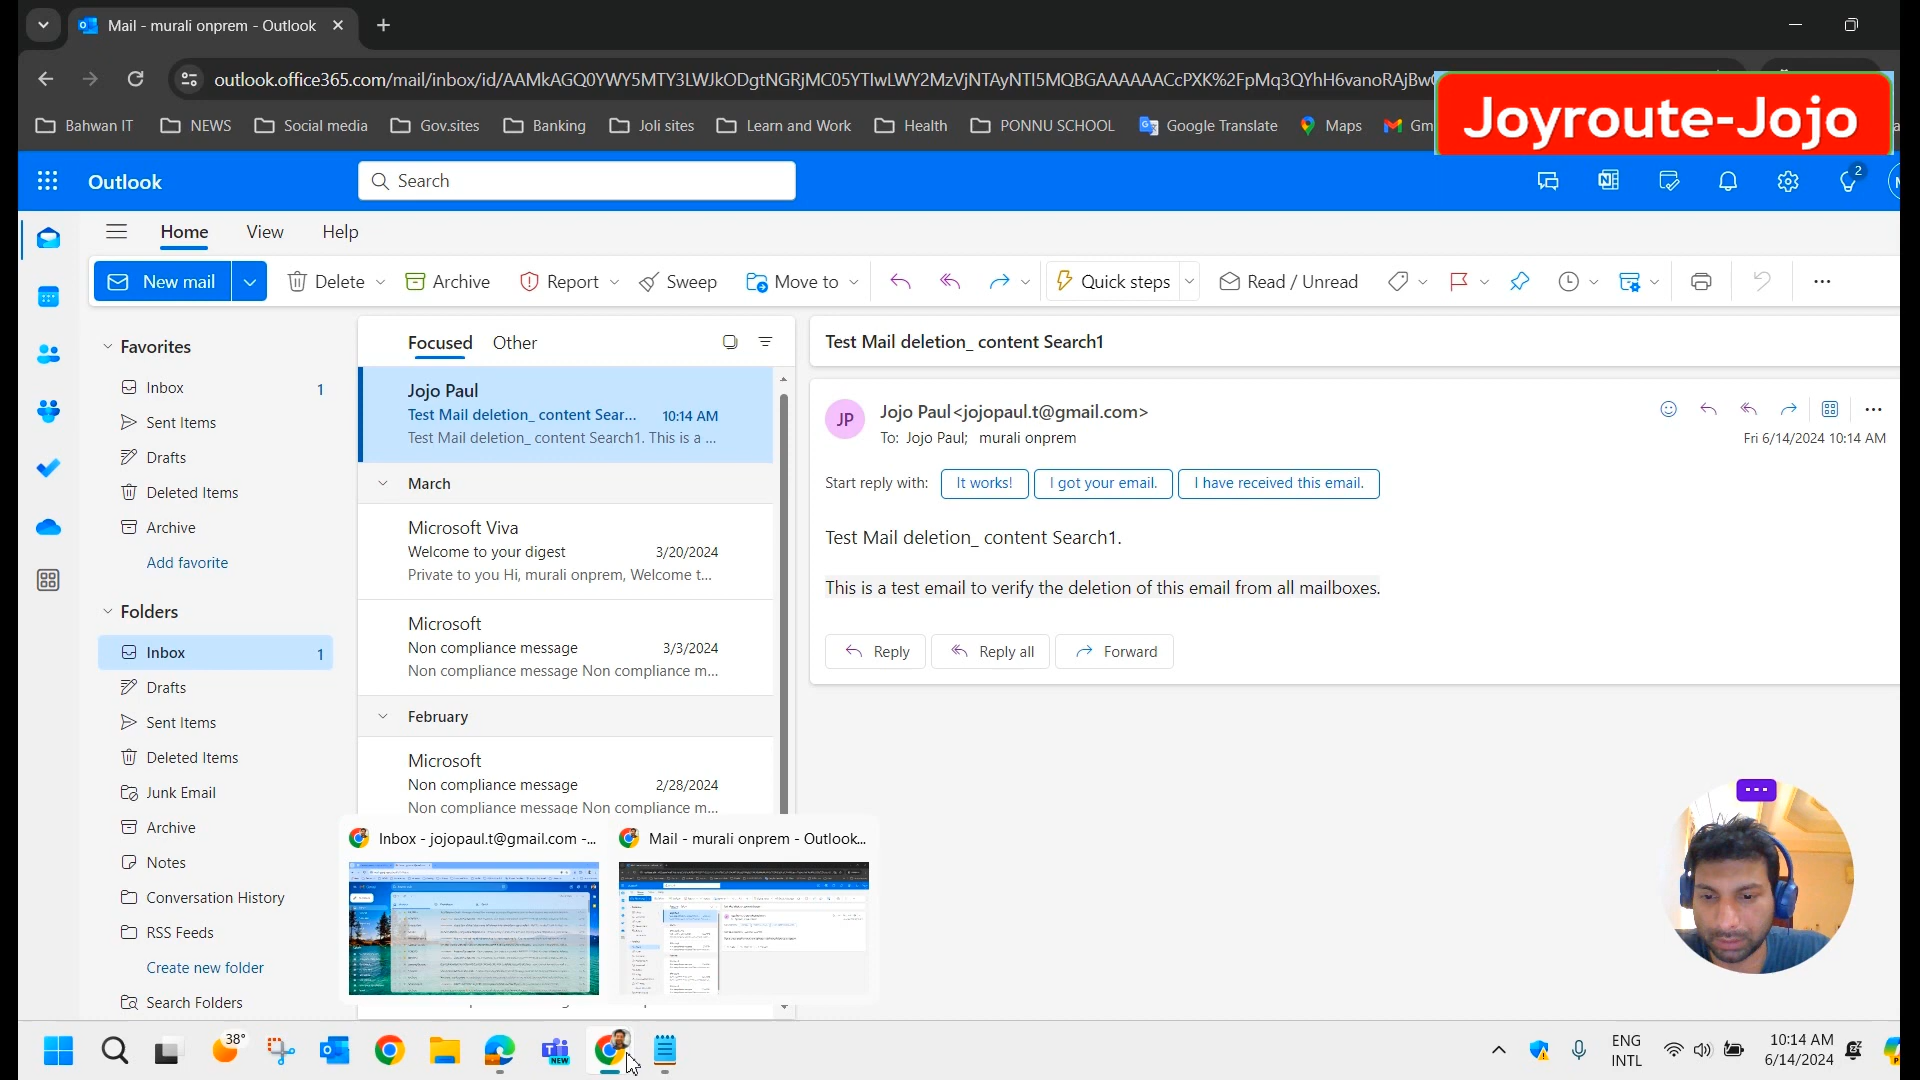 Mail - murali onprem - Outlook
outlook.office365.com/mail/inbox/id/AAMkAGQ0YWY5MTY3LWJkODgtNGRjMC05YTIwLWY2MzVjNTAyNTI5MQBGAAAAAACcPXK%2FpMq3QYhH6vanoRAjBw
Joyroute-Jojo
Bahwan IT
NEWS
Social media
Gov.sites
Banking
Joli sites
Learn and Work
Health
PONNU SCHOOL
Google Translate
Maps
Gm
Outlook
Search
2
Home
View
Help
New mail
Delete
Archive
Report
Sweep
Move to
Quick steps
Read / Unread
Favorites
Inbox 1
Sent Items
Drafts
Deleted Items
Archive
Add favorite
Folders
Inbox 1
Drafts
Sent Items
Deleted Items
Junk Email
Archive
Notes
Conversation History
RSS Feeds
Create new folder
Search Folders
Focused
Other
Jojo Paul
Test Mail deletion_ content Sear... 10:14 AM
Test Mail deletion_ content Search1. This is a ...
March
Microsoft Viva
Welcome to your digest 3/20/2024
Private to you Hi, murali onprem, Welcome t...
Microsoft
Non compliance message 3/3/2024
Non compliance message Non compliance m...
February
Microsoft
Non compliance message 2/28/2024
Non compliance message Non compliance m...
Test Mail deletion_ content Search1
JP
Jojo Paul<jojopaul.t@gmail.com>
To: Jojo Paul; murali onprem
Fri 6/14/2024 10:14 AM
Start reply with:
It works!
I got your email.
I have received this email.
Test Mail deletion_ content Search1.
This is a test email to verify the deletion of this email from all mailboxes.
Reply
Reply all
Forward
Inbox - jojopaul.t@gmail.com -...
Mail - murali onprem - Outlook...
38°
NEW
ENG
INTL
10:14 AM
6/14/2024